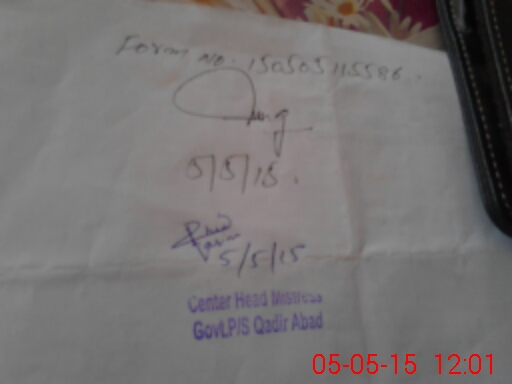 Form No. 150505115586.
5/5/15.
5/5/15
Center Head Mistress
Govt.P/S Qadir Abad
05-05-15 12:01